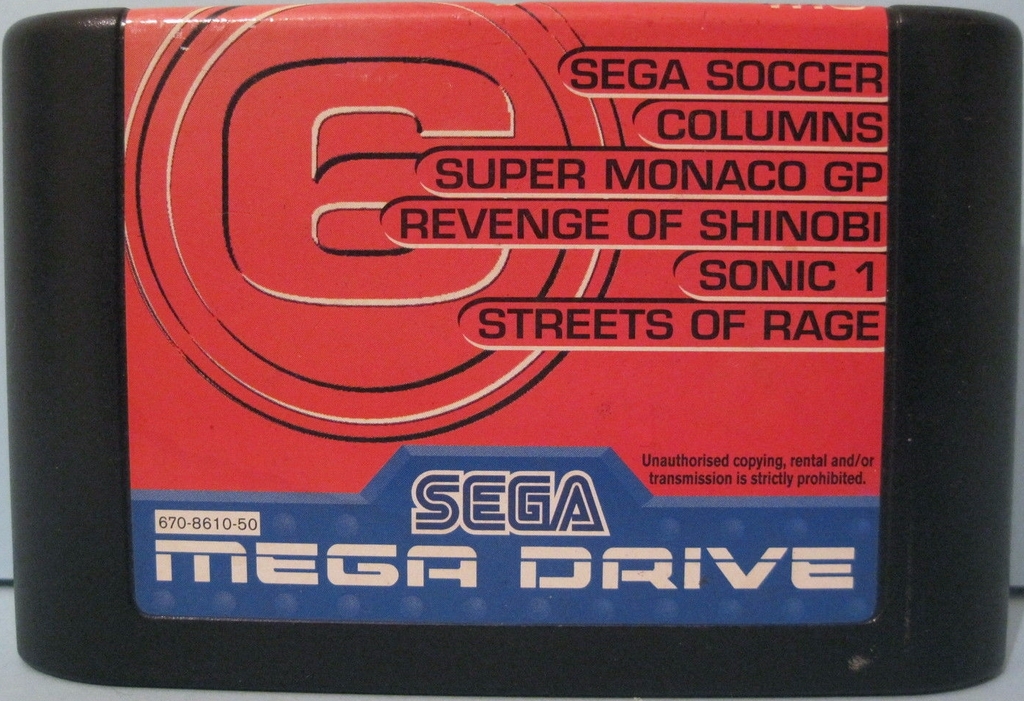 6
SEGA SOCCER
COLUMNS
SUPER MONACO GP
REVENGE OF SHINOBI
SONIC 1
STREETS OF RAGE
Unauthorised copying, rental and/or
transmission is strictly prohibited.
SEGA
670-8610-50
MEGA DRIVE